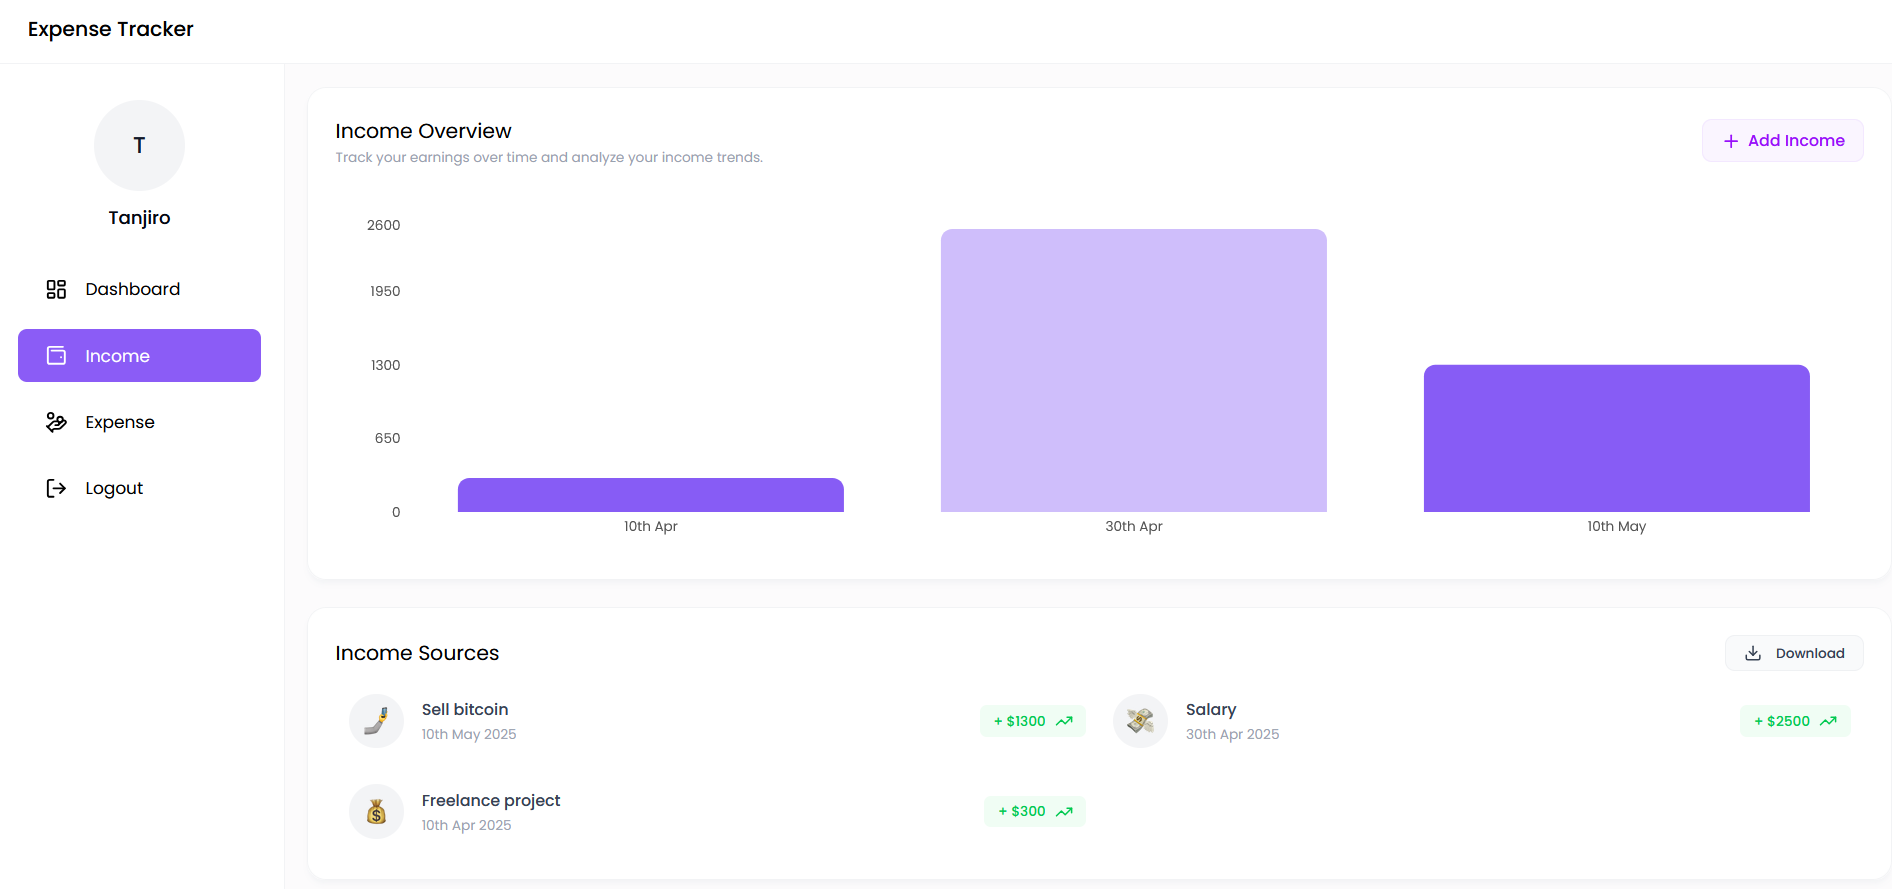 Expense Tracker
T
Tanjiro
Dashboard
Income
Expense
Logout
Income Overview
Track your earnings over time and analyze your income trends.
+ Add Income
2600
1950
1300
650
0
10th Apr
30th Apr
10th May
Income Sources
Download
Sell bitcoin
10th May 2025
+ $1300
Salary
30th Apr 2025
+ $2500
Freelance project
10th Apr 2025
+ $300